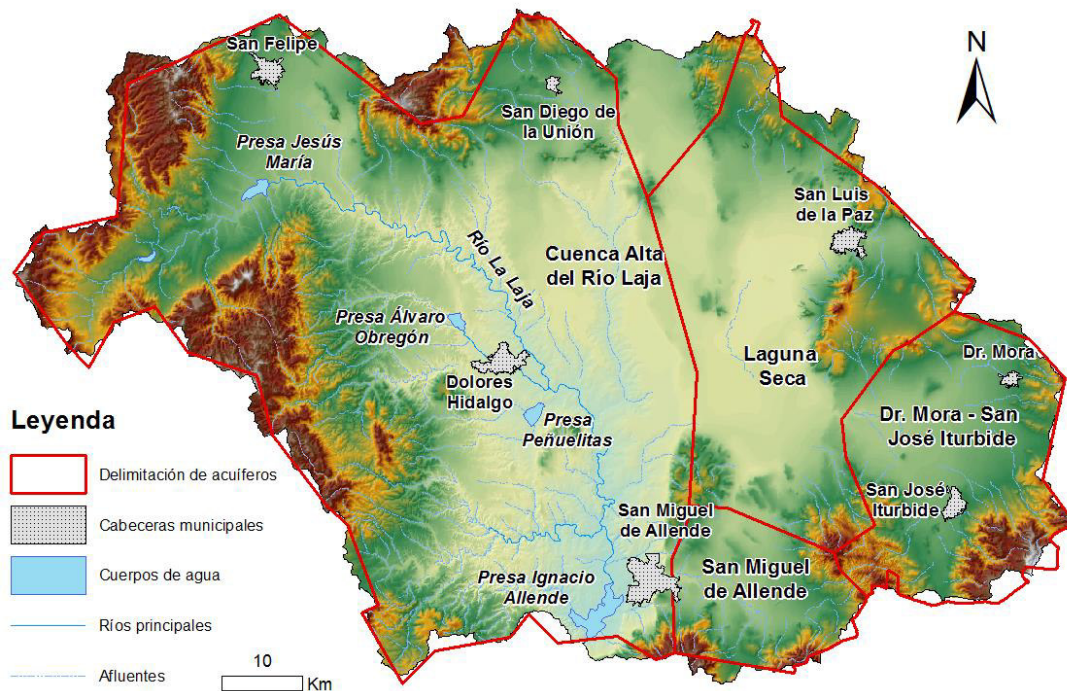 San Felipe
N
San Diego de
la Unión
Presa Jesús
María
San Luis
de la Paz
Río La Laja
Cuenca Alta
del Río Laja
Presa Álvaro
Obregón
Laguna
Seca
Dr. Mora
Dolores
Hidalgo
Dr. Mora - San
José Iturbide
Presa
Peñuelitas
San José
Iturbide
San Miguel
de Allende
San Miguel
de Allende
Presa Ignacio
Allende
Leyenda
Delimitación de acuíferos
Cabeceras municipales
Cuerpos de agua
Ríos principales
Afluentes
10
Km